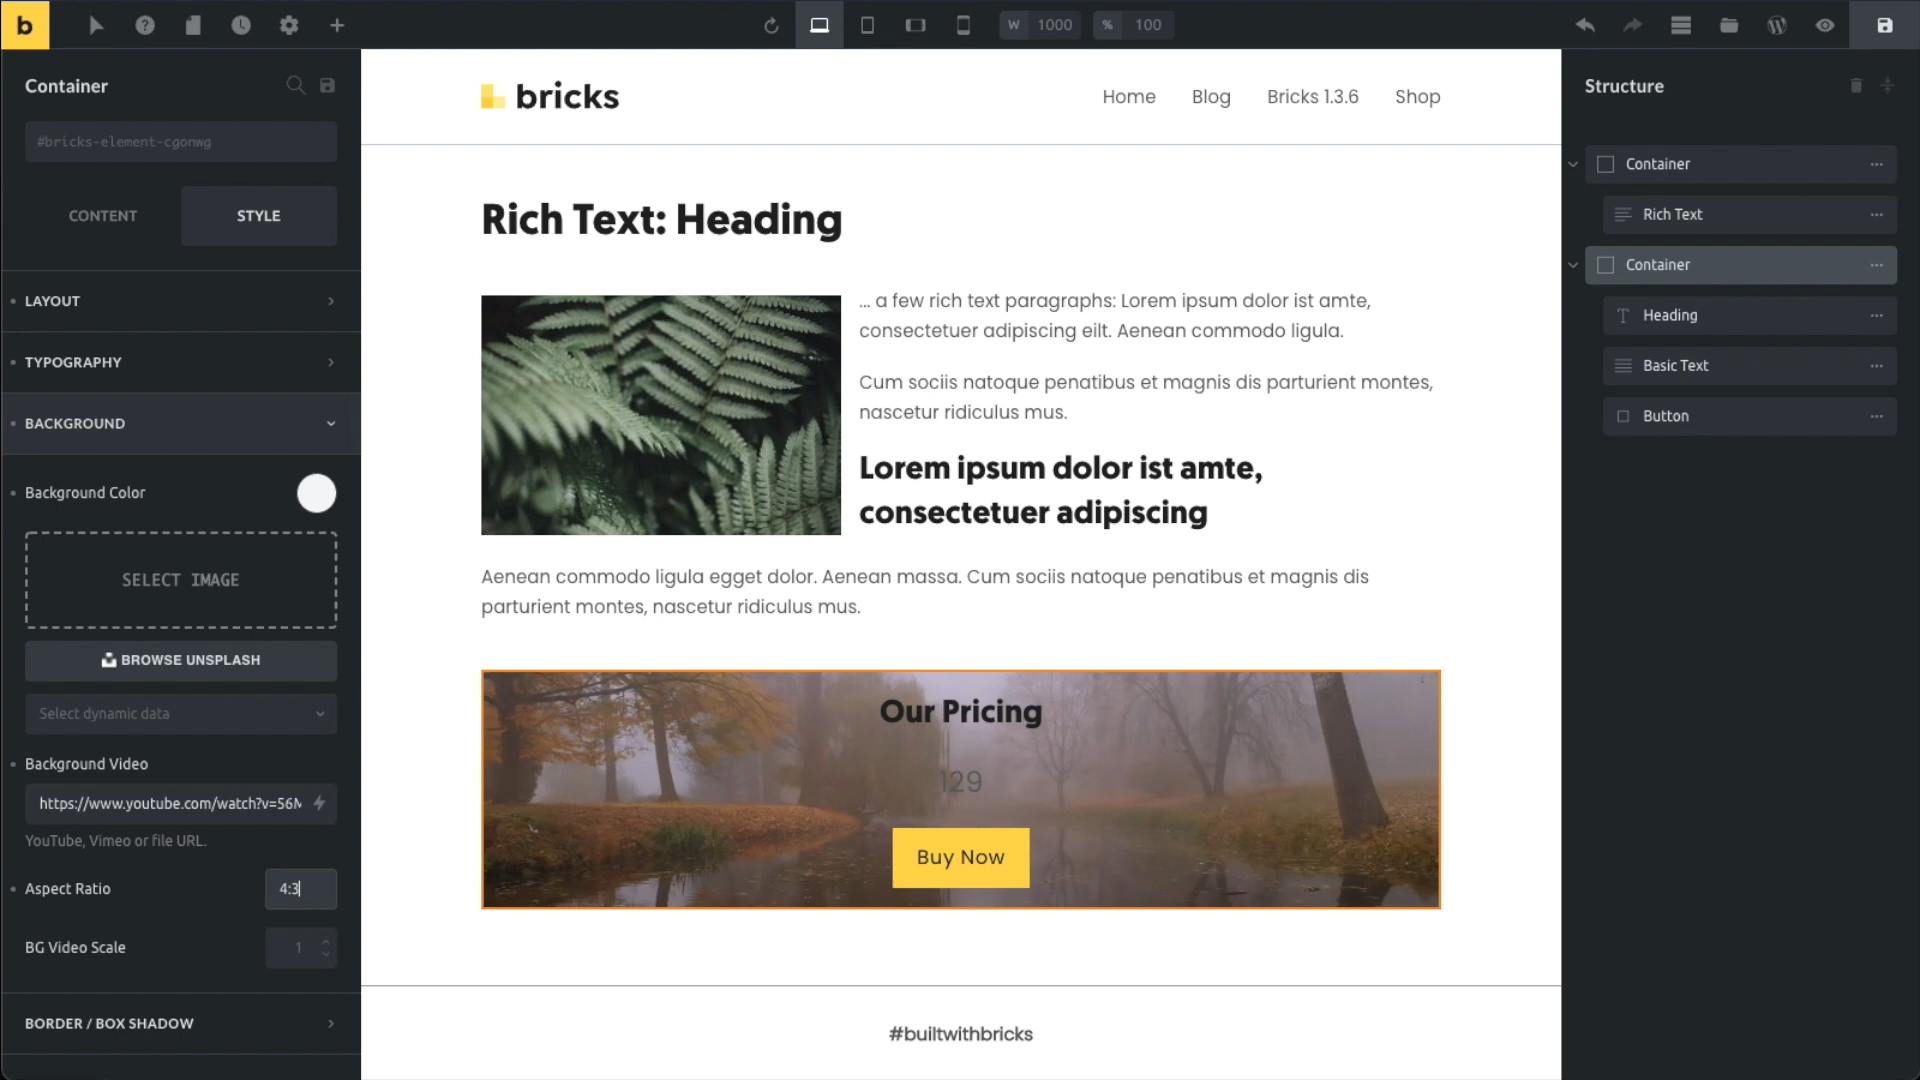 b
W 1000 % 100
Container
#bricks-element-cgonwg
CONTENT
STYLE
LAYOUT
TYPOGRAPHY
BACKGROUND
Background Color
SELECT IMAGE
BROWSE UNSPLASH
Select dynamic data
Background Video
https://www.youtube.com/watch?v=56M
YouTube, Vimeo or file URL.
Aspect Ratio 4:3
BG Video Scale 1
BORDER / BOX SHADOW
bricks
Home Blog Bricks 1.3.6 Shop
Rich Text: Heading
... a few rich text paragraphs: Lorem ipsum dolor ist amte,
consectetuer adipiscing eilt. Aenean commodo ligula.
Cum sociis natoque penatibus et magnis dis parturient montes,
nascetur ridiculus mus.
Lorem ipsum dolor ist amte,
consectetuer adipiscing
Aenean commodo ligula egget dolor. Aenean massa. Cum sociis natoque penatibus et magnis dis
parturient montes, nascetur ridiculus mus.
Our Pricing
129
Buy Now
#builtwithbricks
Structure
Container
Rich Text
Container
Heading
Basic Text
Button